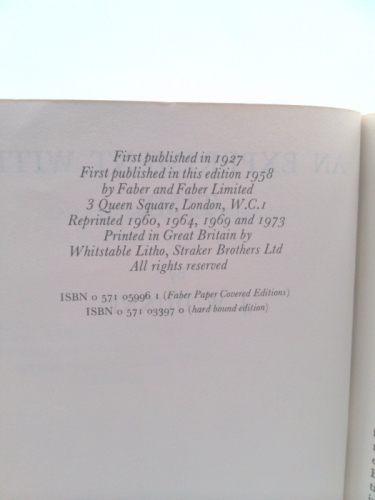 First published in 1927
First published in this edition 1958
by Faber and Faber Limited
3 Queen Square, London, W.C.1
Reprinted 1960, 1964, 1969 and 1973
Printed in Great Britain by
Whitstable Litho, Straker Brothers Ltd
All rights reserved
ISBN 0 571 05996 1 (Faber Paper Covered Editions)
ISBN 0 571 03397 0 (hard bound edition)